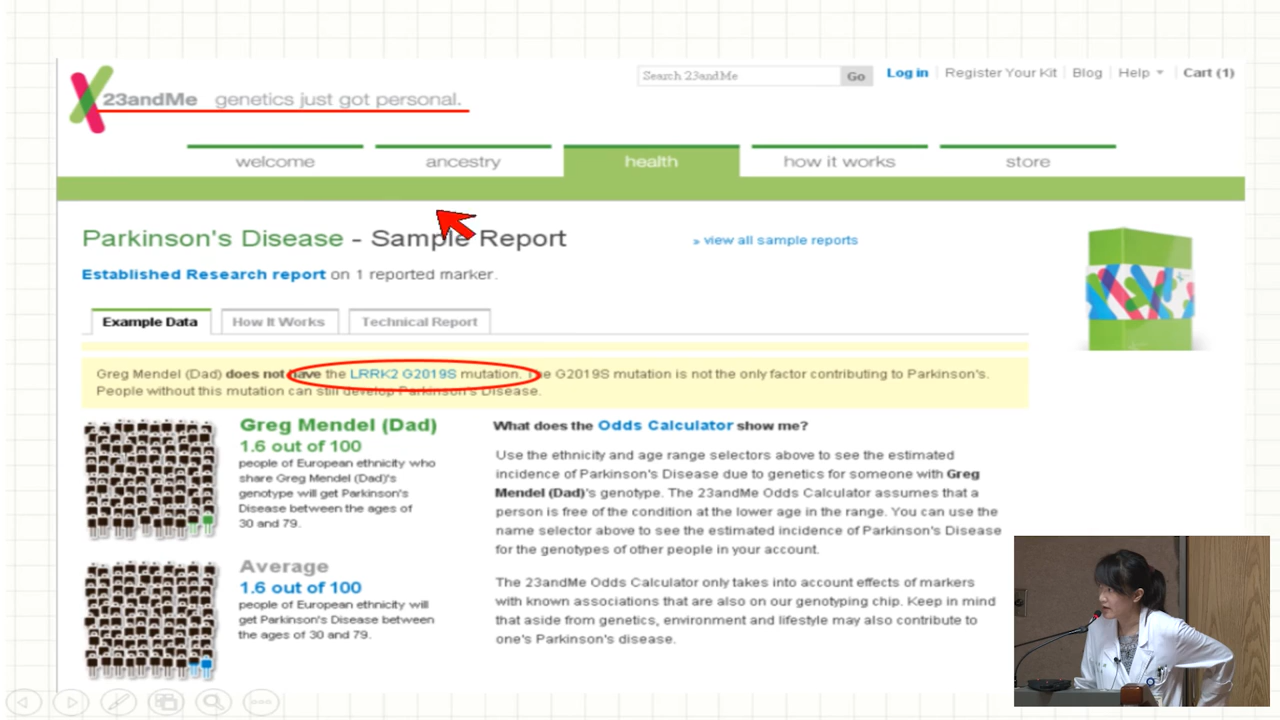 Search 23andMe
Go
Log in
Register Your Kit
Blog
Help
Cart (1)
23andMe genetics just got personal.
welcome
ancestry
health
how it works
store
Parkinson's Disease - Sample Report
» view all sample reports
Established Research report on 1 reported marker.
Example Data
How It Works
Technical Report
Greg Mendel (Dad) does not have the LRRK2 G2019S mutation. The G2019S mutation is not the only factor contributing to Parkinson's.
People without this mutation can still develop Parkinson's Disease.
Greg Mendel (Dad)
1.6 out of 100
people of European ethnicity who
share Greg Mendel (Dad)'s
genotype will get Parkinson's
Disease between the ages of
30 and 79.
Average
1.6 out of 100
people of European ethnicity will
get Parkinson's Disease between
the ages of 30 and 79.
What does the Odds Calculator show me?
Use the ethnicity and age range selectors above to see the estimated
incidence of Parkinson's Disease due to genetics for someone with Greg
Mendel (Dad)'s genotype. The 23andMe Odds Calculator assumes that a
person is free of the condition at the lower age in the range. You can use the
name selector above to see the estimated incidence of Parkinson's Disease
for the genotypes of other people in your account.
The 23andMe Odds Calculator only takes into account effects of markers
with known associations that are also on our genotyping chip. Keep in mind
that aside from genetics, environment and lifestyle may also contribute to
one's Parkinson's disease.